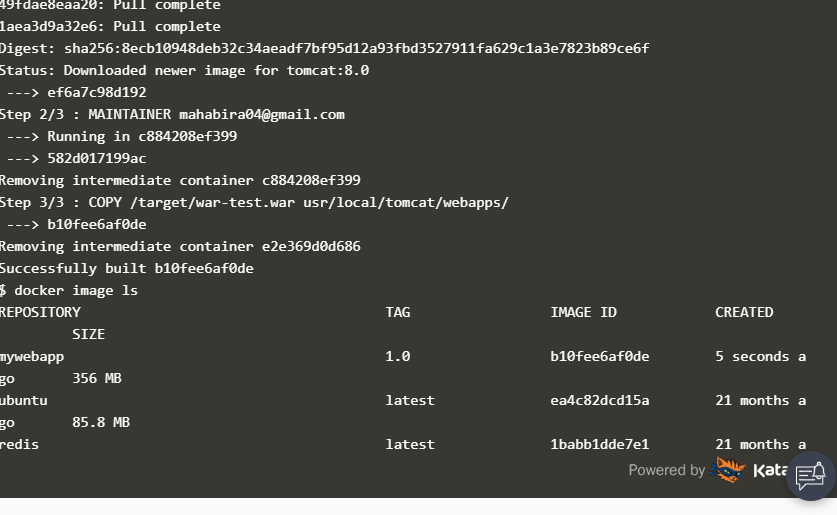 49fdae8eaa20: Pull complete
1aea3d9a32e6: Pull complete
Digest: sha256:8ecb10948deb32c34aeadf7bf95d12a93fbd3527911fa629c1a3e7823b89ce6f
Status: Downloaded newer image for tomcat:8.0
---> ef6a7c98d192
Step 2/3 : MAINTAINER mahabira04@gmail.com
---> Running in c884208ef399
---> 582d017199ac
Removing intermediate container c884208ef399
Step 3/3 : COPY /target/war-test.war usr/local/tomcat/webapps/
---> b10fee6af0de
Removing intermediate container e2e369d0d686
Successfully built b10fee6af0de
$ docker image ls
REPOSITORY TAG IMAGE ID CREATED
SIZE
mywebapp 1.0 b10fee6af0de 5 seconds a
go 356 MB
ubuntu latest ea4c82dcd15a 21 months a
go 85.8 MB
redis latest 1babb1dde7e1 21 months a
Powered by Kata